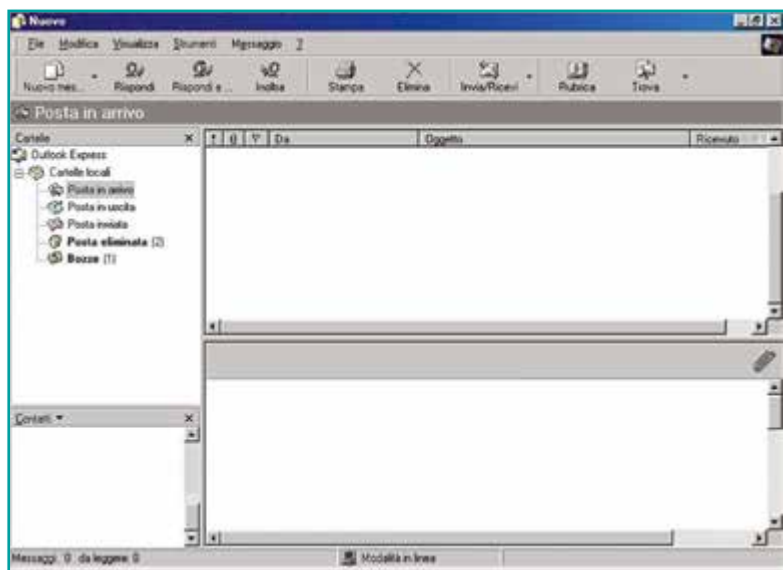 Nuovo
File Modifica Visualizza Strumenti Messaggio ?
Nuovo mes... Rispondi Rispondi a ... Inoltra Stampa Elimina Invia/Ricevi Rubrica Trova
Posta in arrivo
Cartelle
! Da Oggetto Ricevuto
Outlook Express
Cartelle locali
Posta in arrivo
Posta in uscita
Posta inviata
Posta eliminata (2)
Bozze (1)
Contatti
Messaggi: 0 da leggere: 0 Modalità in linea